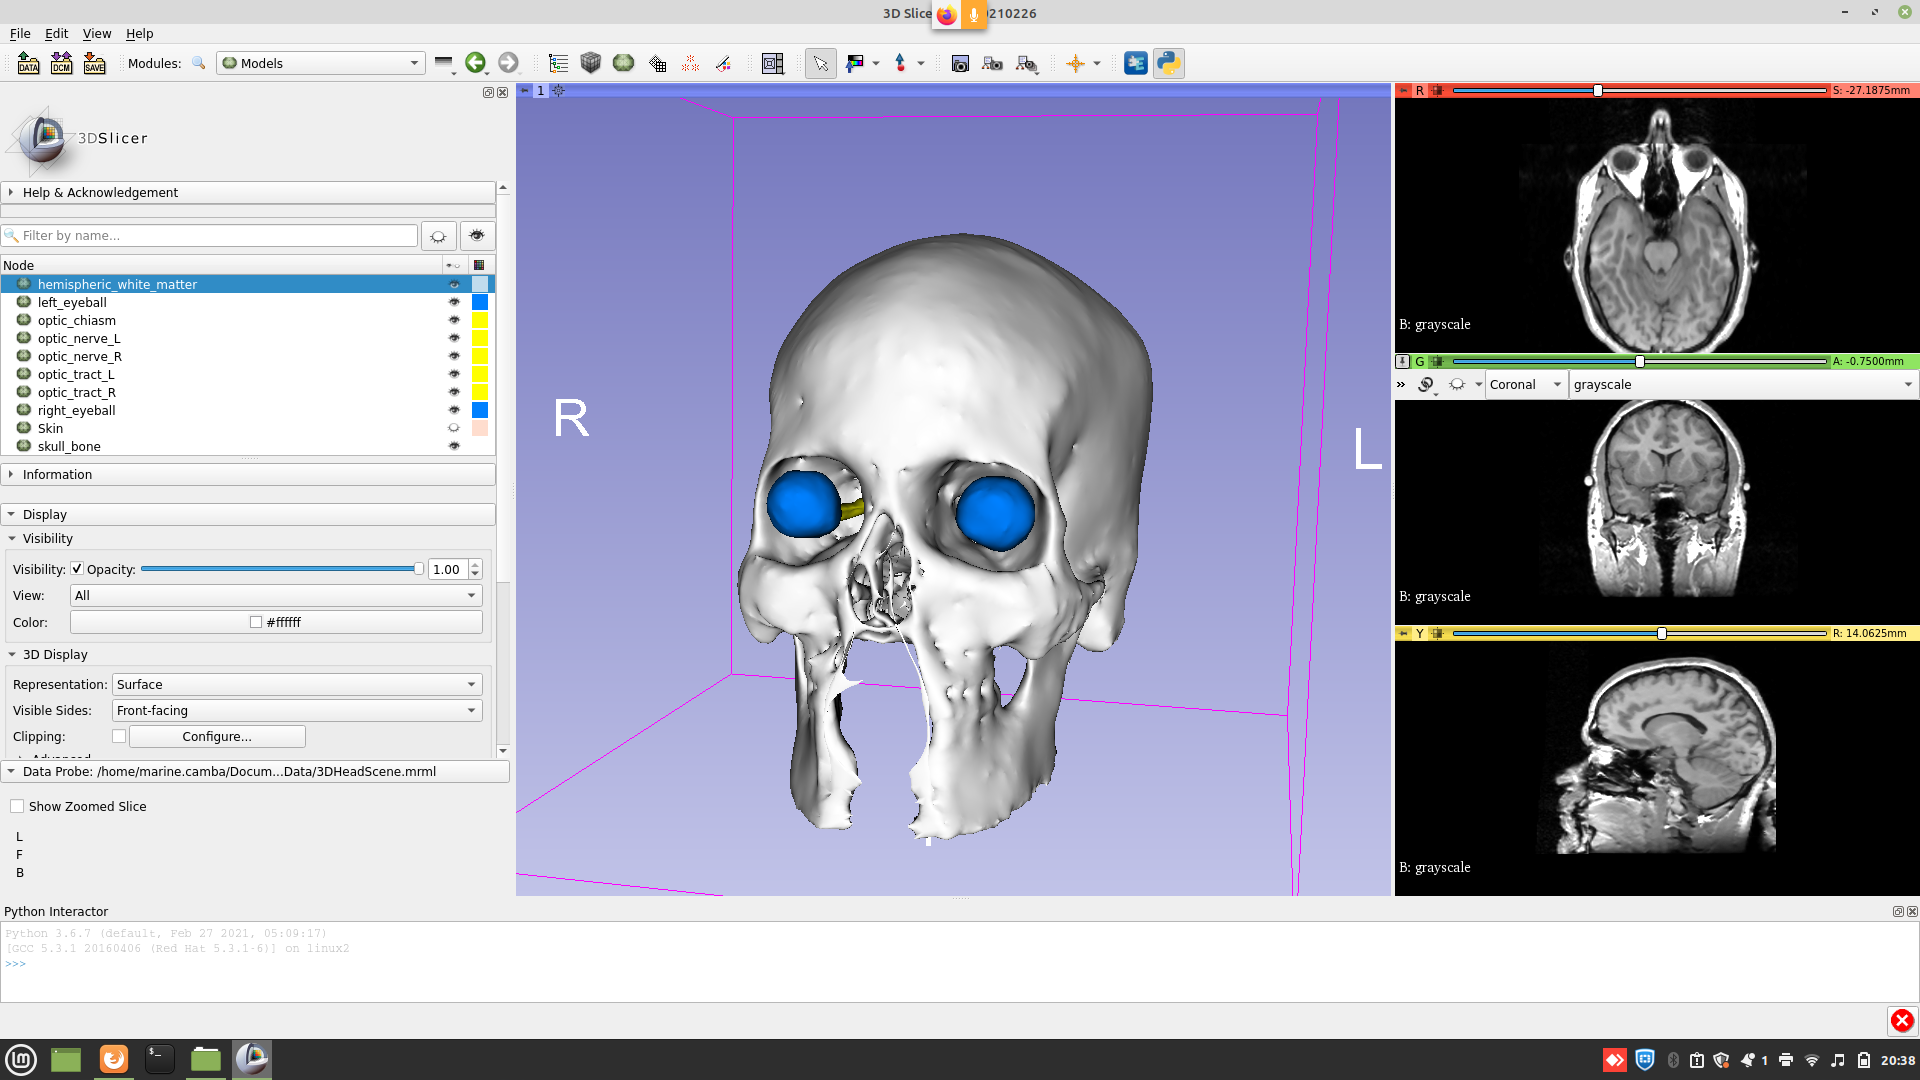 3D Slice
0210226
File Edit View Help
DATA DCM SAVE Modules: Models
3DSlicer
Help & Acknowledgement
Filter by name...
Node
hemispheric_white_matter
left_eyeball
optic_chiasm
optic_nerve_L
optic_nerve_R
optic_tract_L
optic_tract_R
right_eyeball
Skin
skull_bone
Information
Display
Visibility
Visibility: Opacity: 1.00
View: All
Color: #ffffff
3D Display
Representation: Surface
Visible Sides: Front-facing
Clipping: Configure...
Data Probe: /home/marine.camba/Docum...Data/3DHeadScene.mrml
Show Zoomed Slice
L
F
B
1
R
L
R S: -27.1875mm
B: grayscale
G A: -0.7500mm
Coronal grayscale
B: grayscale
Y R: 14.0625mm
B: grayscale
Python Interactor
Python 3.6.7 (default, Feb 27 2021, 05:09:17)
[GCC 5.3.1 20160406 (Red Hat 5.3.1-6)] on linux2
>>>
1 20:38